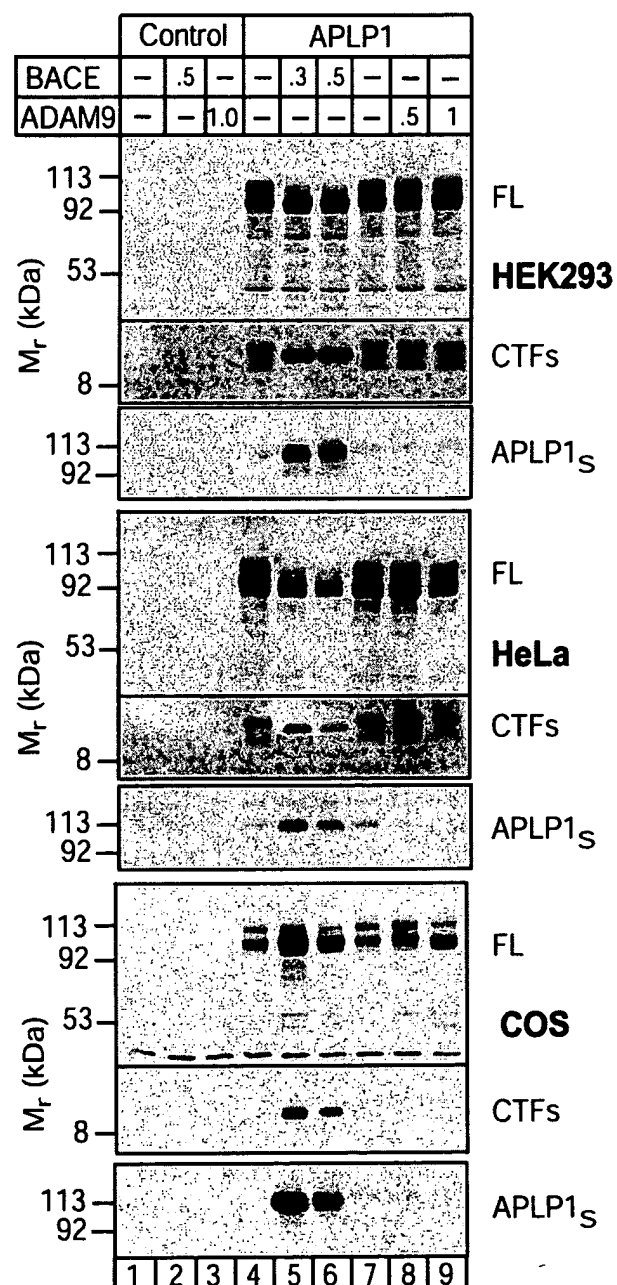 Control APLP1
BACE – .5 – – .3 .5 – – –
ADAM9 – – 1.0 – – – – .5 1
113
92
53
FL
HEK293
Mr (kDa)
8
CTFs
113
92
APLP1S
113
92
53
FL
HeLa
Mr (kDa)
8
CTFs
113
92
APLP1S
113
92
53
FL
COS
Mr (kDa)
8
CTFs
113
92
APLP1S
1 2 3 4 5 6 7 8 9